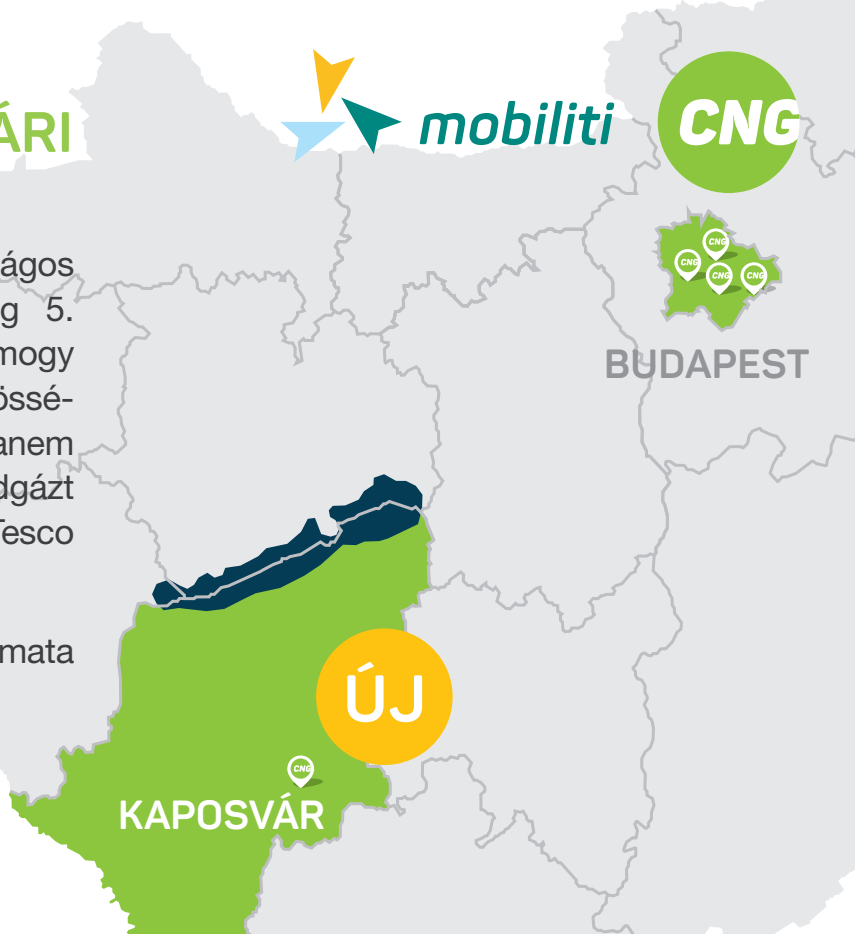 ÁRI
mobiliti
CNG
ágos
g 5.
mogy
össé-
anem
dgázt
Tesco
mata
CNG
CNG
CNG
CNG
BUDAPEST
ÚJ
CNG
KAPOSVÁR